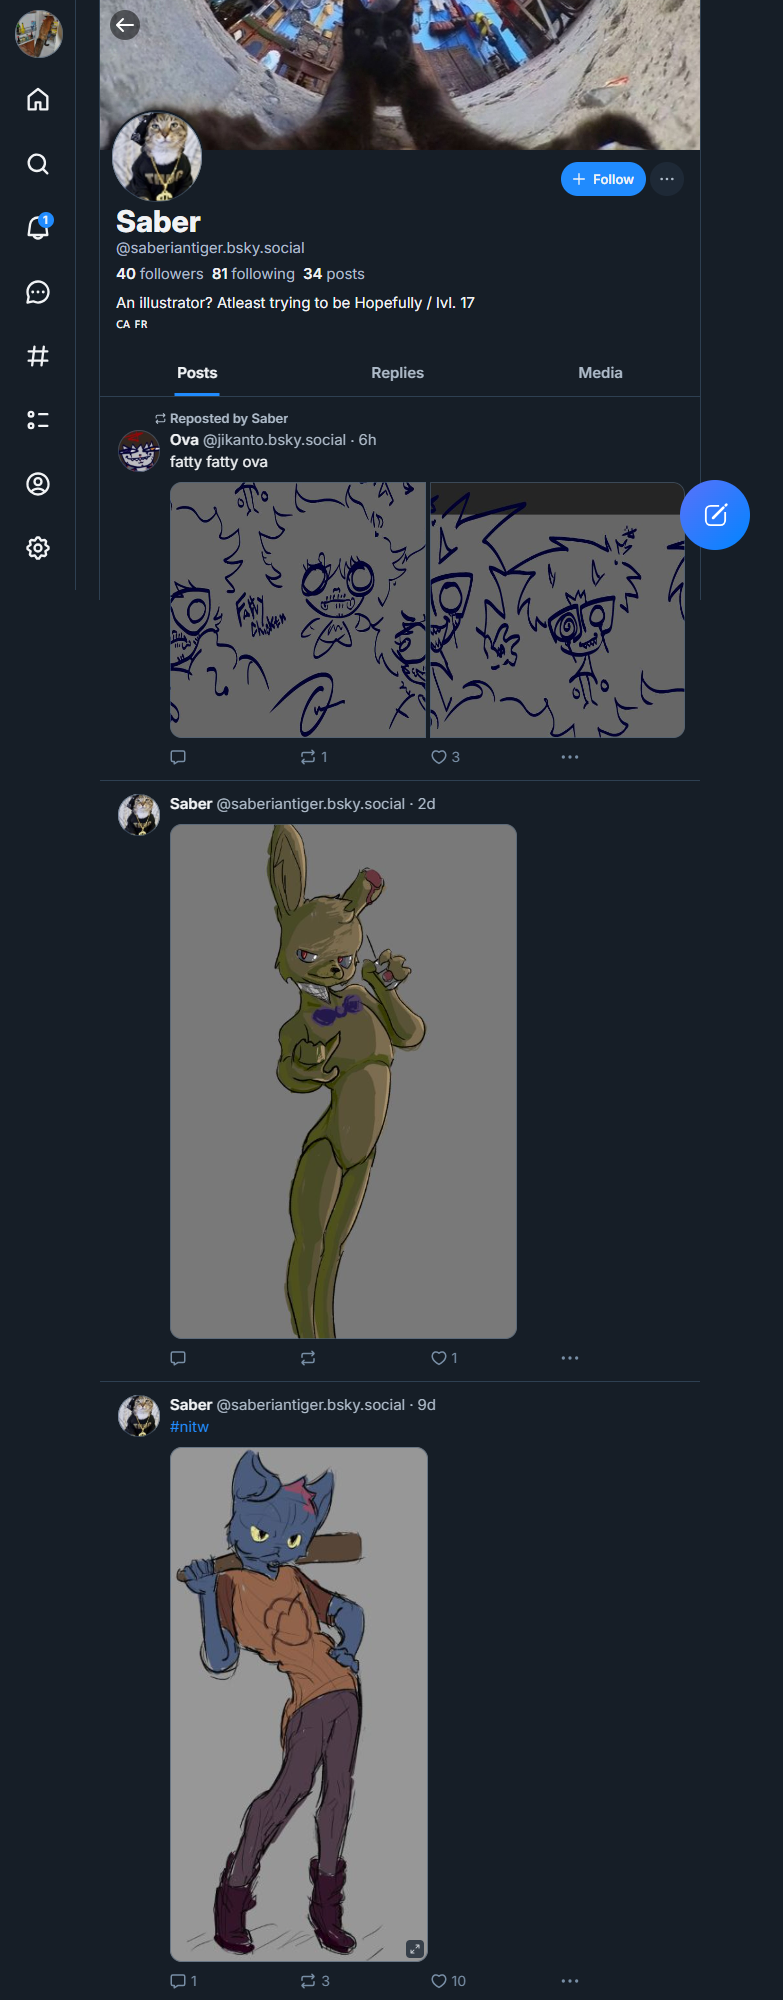 Follow
Saber
@saberiantiger.bsky.social
40 followers 81 following 34 posts
An illustrator? Atleast trying to be Hopefully / lvl. 17
CA FR
Posts Replies Media
Reposted by Saber
Ova @jikanto.bsky.social · 6h
fatty fatty ova
Fatty
Chicken
1 3
Saber @saberiantiger.bsky.social · 2d
1
Saber @saberiantiger.bsky.social · 9d
#nitw
1 3 10
1